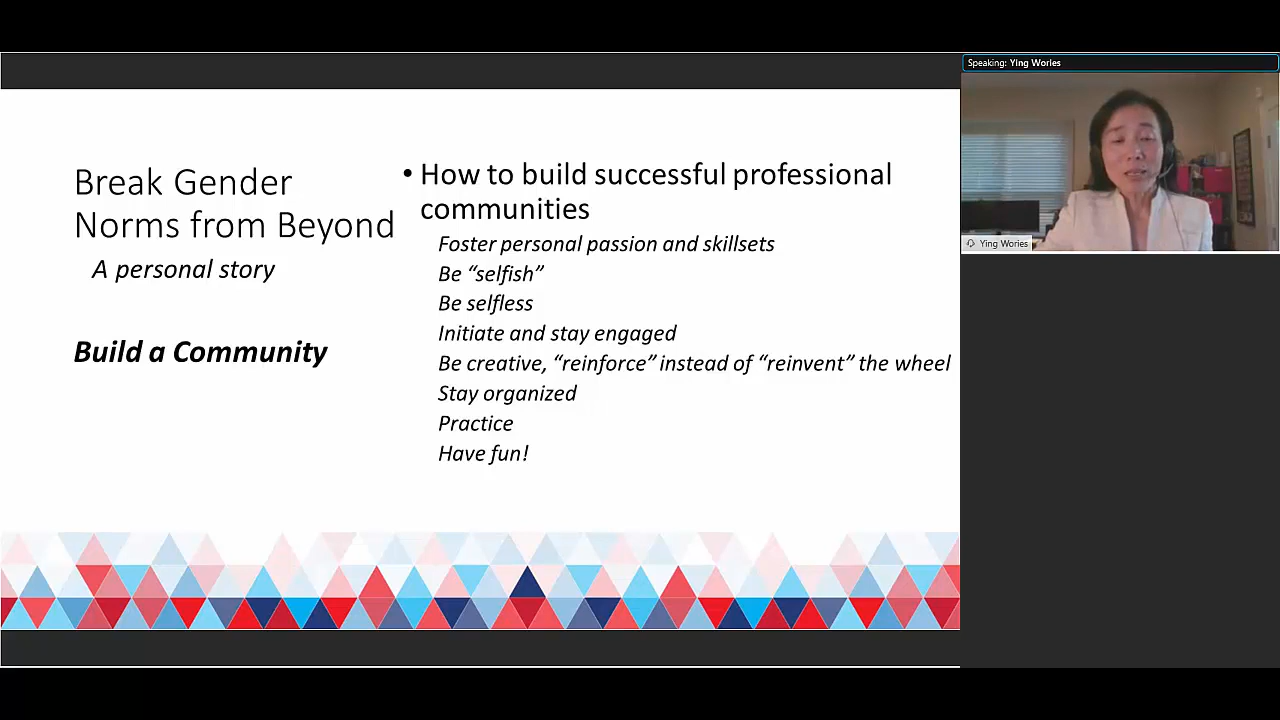 Speaking: Ying Wories
Break Gender
Norms from Beyond
A personal story
Build a Community
• How to build successful professional
communities
Foster personal passion and skillsets
Be “selfish”
Be selfless
Initiate and stay engaged
Be creative, “reinforce” instead of “reinvent” the wheel
Stay organized
Practice
Have fun!
Ying Wories